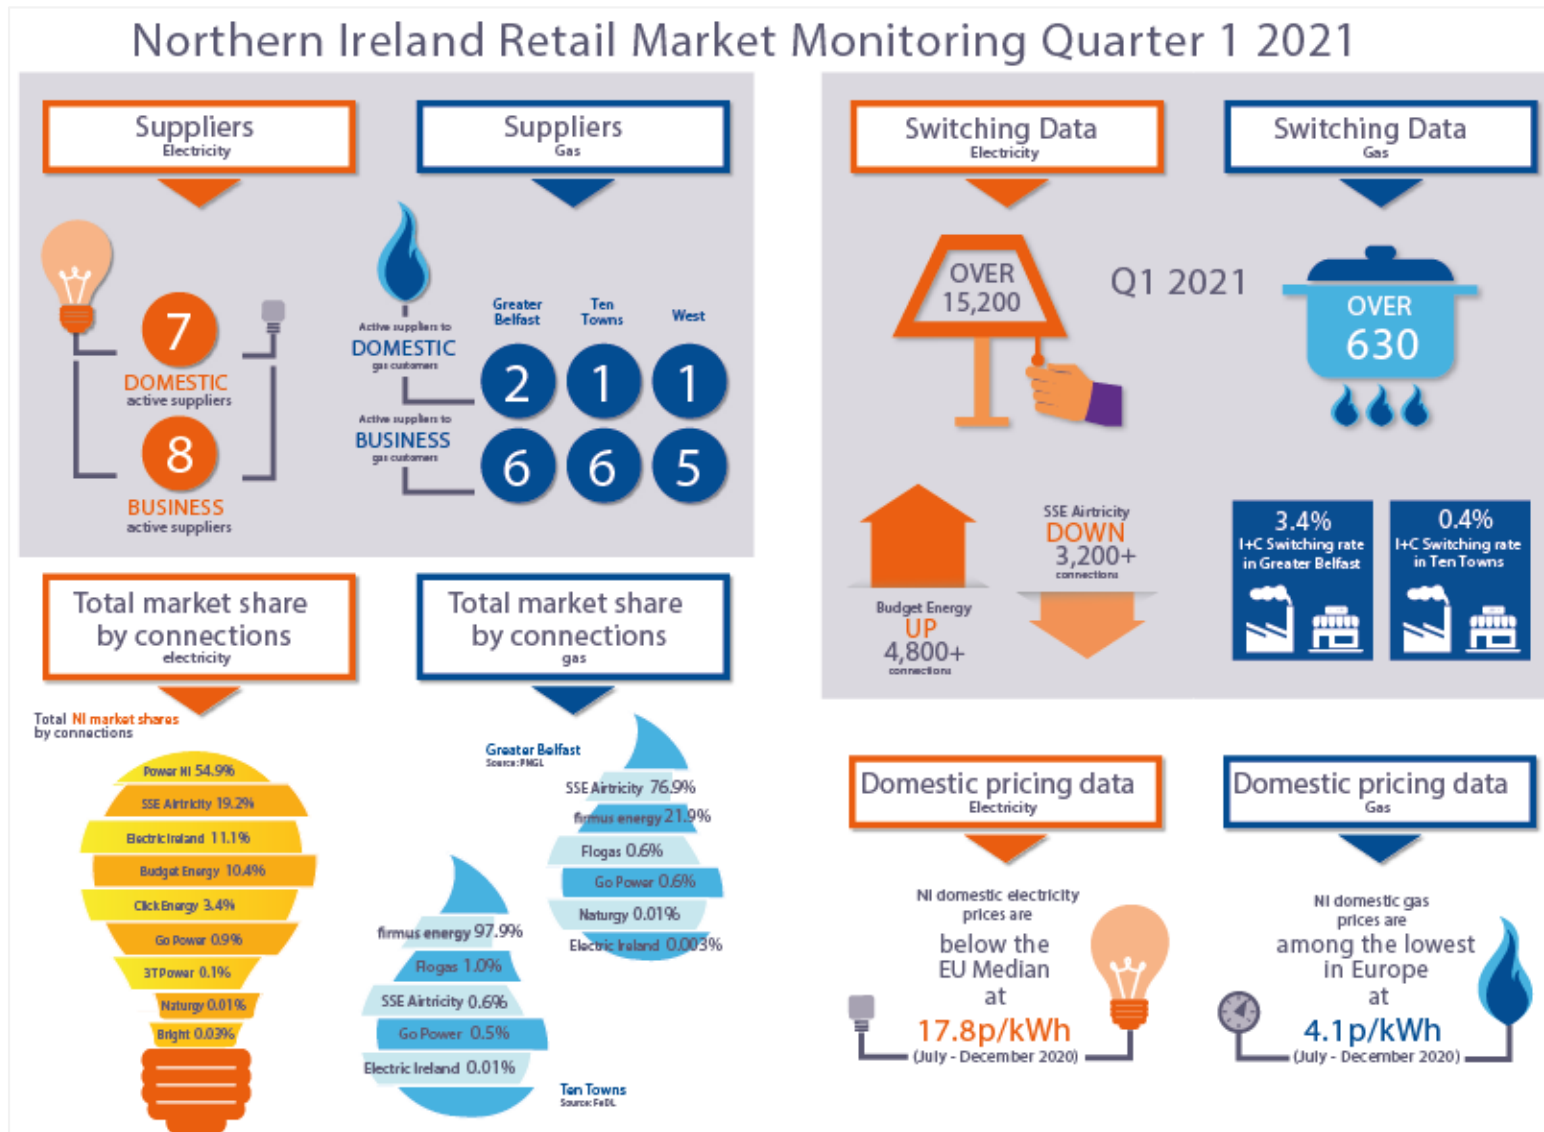 Northern Ireland Retail Market Monitoring Quarter 1 2021
Suppliers
Electricity
7
DOMESTIC
active suppliers
8
BUSINESS
active suppliers
Suppliers
Gas
Greater
Belfast
Ten
Towns
West
Active suppliers to
DOMESTIC
gas customers
2 1 1
Active suppliers to
BUSINESS
gas customers
6 6 5
Switching Data
Electricity
Switching Data
Gas
OVER
15,200
Q1 2021
OVER
630
Budget Energy
UP
4,800+
connections
SSE Airtricity
DOWN
3,200+
connections
3.4%
I+C Switching rate
in Greater Belfast
0.4%
I+C Switching rate
in Ten Towns
Total market share
by connections
electricity
Total NI market shares
by connections
Power NI 54.9%
SSE Airtricity 19.2%
Electric Ireland 11.1%
Budget Energy 10.4%
Click Energy 3.4%
Go Power 0.9%
3T Power 0.1%
Naturgy 0.01%
Bright 0.03%
Total market share
by connections
gas
Greater Belfast
Source: PNGL
SSE Airtricity 76.9%
firmus energy 21.9%
Flogas 0.6%
Go Power 0.6%
Naturgy 0.01%
Electric Ireland 0.003%
firmus energy 97.9%
Flogas 1.0%
SSE Airtricity 0.6%
Go Power 0.5%
Electric Ireland 0.01%
Ten Towns
Source: FeDL
Domestic pricing data
Electricity
NI domestic electricity
prices are
below the
EU Median
at
17.8p/kWh
(July - December 2020)
Domestic pricing data
Gas
NI domestic gas
prices are
among the lowest
in Europe
at
4.1p/kWh
(July - December 2020)